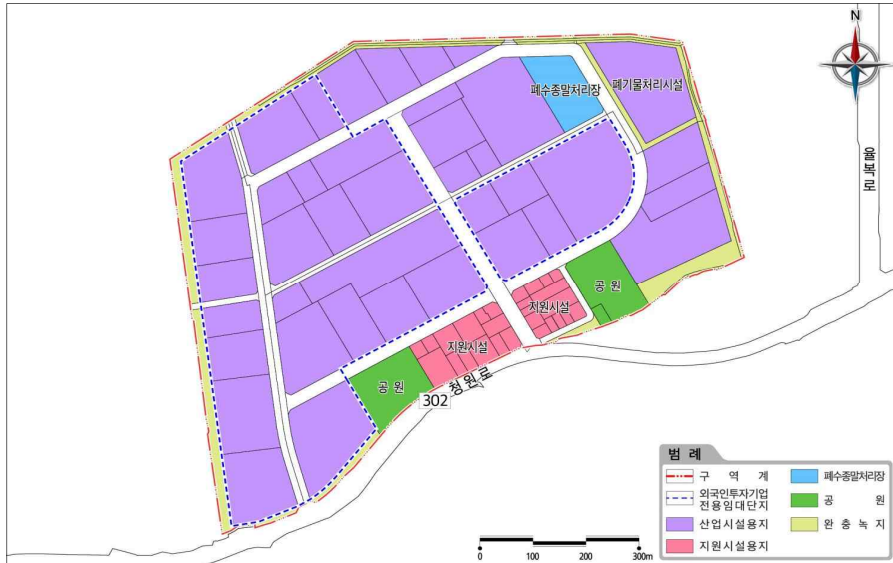 N
폐수종말처리장
폐기물처리시설
율복로
공 원
지원시설
지원시설
공 원
청원로
302
범 례
구 역 계
폐수종말처리장
외국인투자기업
전용임대단지
공 원
산업시설용지
완 충 녹 지
지원시설용지
0 100 200 300m